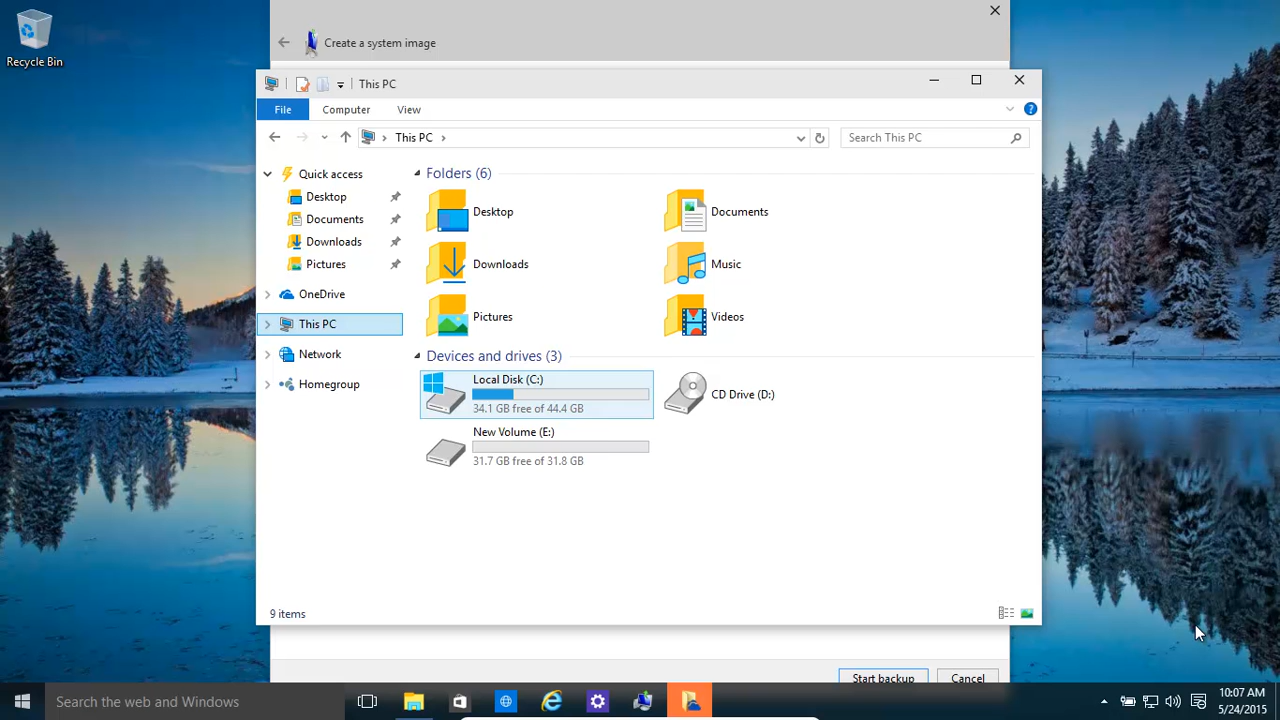 Recycle Bin
Create a system image
This PC
File Computer View
This PC
Search This PC
Quick access
Desktop
Documents
Downloads
Pictures
OneDrive
This PC
Network
Homegroup
Folders (6)
Desktop
Documents
Downloads
Music
Pictures
Videos
Devices and drives (3)
Local Disk (C:)
34.1 GB free of 44.4 GB
CD Drive (D:)
New Volume (E:)
31.7 GB free of 31.8 GB
9 items
Start backup Cancel
Search the web and Windows
10:07 AM
5/24/2015